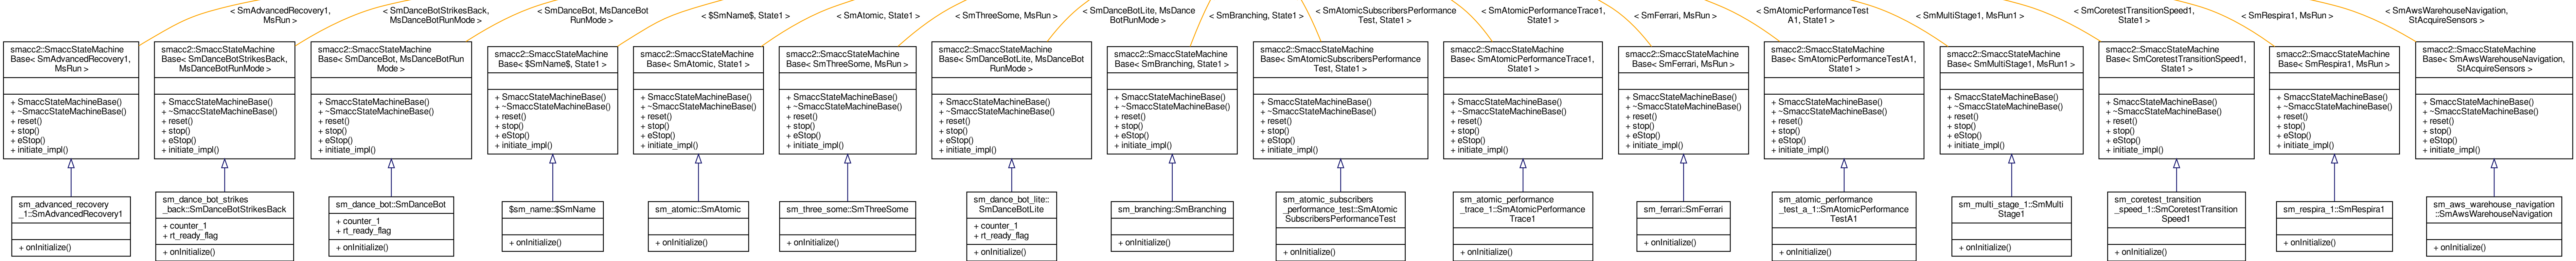 < SmAdvancedRecovery1,
MsRun >
< SmDanceBotStrikesBack,
MsDanceBotRunMode >
< SmDanceBot, MsDanceBot
RunMode >
< $SmName$, State1 >
< SmAtomic, State1 >
< SmThreeSome, MsRun >
< SmDanceBotLite, MsDance
BotRunMode >
< SmBranching, State1 >
< SmAtomicSubscribersPerformance
Test, State1 >
< SmAtomicPerformanceTrace1,
State1 >
< SmFerrari, MsRun >
< SmAtomicPerformanceTest
A1, State1 >
< SmMultiStage1, MsRun1 >
< SmCoretestTransitionSpeed1,
State1 >
< SmRespira1, MsRun >
< SmAwsWarehouseNavigation,
StAcquireSensors >
smacc2::SmaccStateMachine
Base< SmAdvancedRecovery1,
MsRun >
+ SmaccStateMachineBase()
+ ~SmaccStateMachineBase()
+ reset()
+ stop()
+ eStop()
+ initiate_impl()
smacc2::SmaccStateMachine
Base< SmDanceBotStrikesBack,
MsDanceBotRunMode >
+ SmaccStateMachineBase()
+ ~SmaccStateMachineBase()
+ reset()
+ stop()
+ eStop()
+ initiate_impl()
smacc2::SmaccStateMachine
Base< SmDanceBot, MsDanceBotRun
Mode >
+ SmaccStateMachineBase()
+ ~SmaccStateMachineBase()
+ reset()
+ stop()
+ eStop()
+ initiate_impl()
smacc2::SmaccStateMachine
Base< $SmName$, State1 >
+ SmaccStateMachineBase()
+ ~SmaccStateMachineBase()
+ reset()
+ stop()
+ eStop()
+ initiate_impl()
smacc2::SmaccStateMachine
Base< SmAtomic, State1 >
+ SmaccStateMachineBase()
+ ~SmaccStateMachineBase()
+ reset()
+ stop()
+ eStop()
+ initiate_impl()
smacc2::SmaccStateMachine
Base< SmThreeSome, MsRun >
+ SmaccStateMachineBase()
+ ~SmaccStateMachineBase()
+ reset()
+ stop()
+ eStop()
+ initiate_impl()
smacc2::SmaccStateMachine
Base< SmDanceBotLite, MsDanceBot
RunMode >
+ SmaccStateMachineBase()
+ ~SmaccStateMachineBase()
+ reset()
+ stop()
+ eStop()
+ initiate_impl()
smacc2::SmaccStateMachine
Base< SmBranching, State1 >
+ SmaccStateMachineBase()
+ ~SmaccStateMachineBase()
+ reset()
+ stop()
+ eStop()
+ initiate_impl()
smacc2::SmaccStateMachine
Base< SmAtomicSubscribersPerformance
Test, State1 >
+ SmaccStateMachineBase()
+ ~SmaccStateMachineBase()
+ reset()
+ stop()
+ eStop()
+ initiate_impl()
smacc2::SmaccStateMachine
Base< SmAtomicPerformanceTrace1,
State1 >
+ SmaccStateMachineBase()
+ ~SmaccStateMachineBase()
+ reset()
+ stop()
+ eStop()
+ initiate_impl()
smacc2::SmaccStateMachine
Base< SmFerrari, MsRun >
+ SmaccStateMachineBase()
+ ~SmaccStateMachineBase()
+ reset()
+ stop()
+ eStop()
+ initiate_impl()
smacc2::SmaccStateMachine
Base< SmAtomicPerformanceTestA1,
State1 >
+ SmaccStateMachineBase()
+ ~SmaccStateMachineBase()
+ reset()
+ stop()
+ eStop()
+ initiate_impl()
smacc2::SmaccStateMachine
Base< SmMultiStage1, MsRun1 >
+ SmaccStateMachineBase()
+ ~SmaccStateMachineBase()
+ reset()
+ stop()
+ eStop()
+ initiate_impl()
smacc2::SmaccStateMachine
Base< SmCoretestTransitionSpeed1,
State1 >
+ SmaccStateMachineBase()
+ ~SmaccStateMachineBase()
+ reset()
+ stop()
+ eStop()
+ initiate_impl()
smacc2::SmaccStateMachine
Base< SmRespira1, MsRun >
+ SmaccStateMachineBase()
+ ~SmaccStateMachineBase()
+ reset()
+ stop()
+ eStop()
+ initiate_impl()
smacc2::SmaccStateMachine
Base< SmAwsWarehouseNavigation,
StAcquireSensors >
+ SmaccStateMachineBase()
+ ~SmaccStateMachineBase()
+ reset()
+ stop()
+ eStop()
+ initiate_impl()
sm_advanced_recovery
_1::SmAdvancedRecovery1
+ onInitialize()
sm_dance_bot_strikes
_back::SmDanceBotStrikesBack
+ counter_1
+ rt_ready_flag
+ onInitialize()
sm_dance_bot::SmDanceBot
+ counter_1
+ rt_ready_flag
+ onInitialize()
$sm_name::$SmName
+ onInitialize()
sm_atomic::SmAtomic
+ onInitialize()
sm_three_some::SmThreeSome
+ onInitialize()
sm_dance_bot_lite::
SmDanceBotLite
+ counter_1
+ rt_ready_flag
+ onInitialize()
sm_branching::SmBranching
+ onInitialize()
sm_atomic_subscribers
_performance_test::SmAtomic
SubscribersPerformanceTest
+ onInitialize()
sm_atomic_performance
_trace_1::SmAtomicPerformance
Trace1
+ onInitialize()
sm_ferrari::SmFerrari
+ onInitialize()
sm_atomic_performance
_test_a_1::SmAtomicPerformance
TestA1
+ onInitialize()
sm_multi_stage_1::SmMulti
Stage1
+ onInitialize()
sm_coretest_transition
_speed_1::SmCoretestTransition
Speed1
+ onInitialize()
sm_respira_1::SmRespira1
+ onInitialize()
sm_aws_warehouse_navigation
::SmAwsWarehouseNavigation
+ onInitialize()